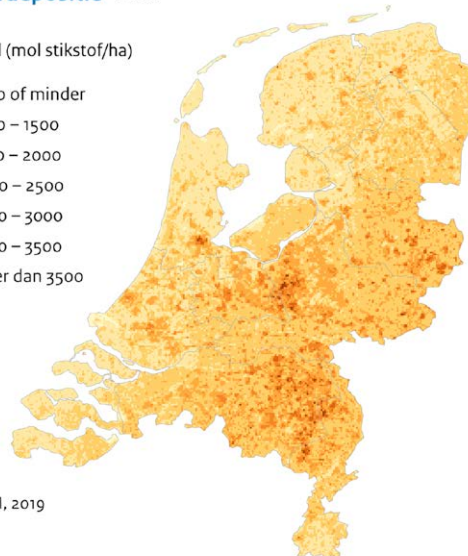 (mol stikstof/ha)
of minder
0 – 1500
0 – 2000
0 – 2500
0 – 3000
0 – 3500
er dan 3500
, 2019